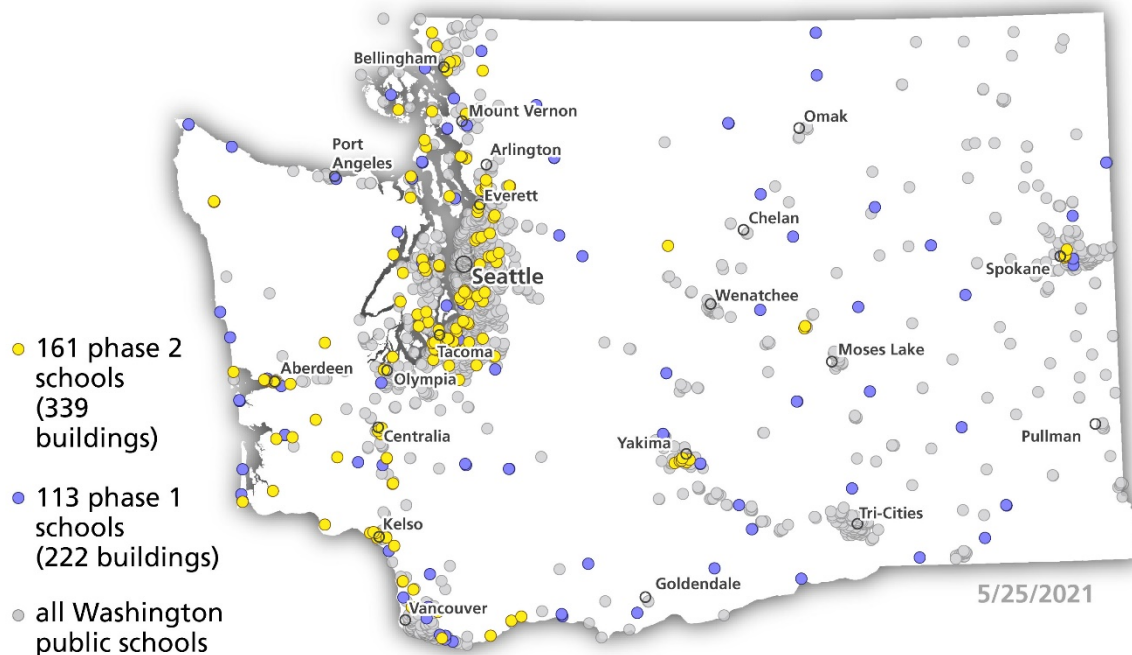 Bellingham
Mount Vernon
Omak
Port
Angeles
Arlington
Everett
Chelan
Seattle
Spokane
Wenatchee
Tacoma
Moses Lake
Aberdeen
Olympia
Centralia
Yakima
Pullman
Kelso
Tri-Cities
Goldendale
Vancouver
5/25/2021
161 phase 2
schools
(339
buildings)
113 phase 1
schools
(222 buildings)
all Washington
public schools